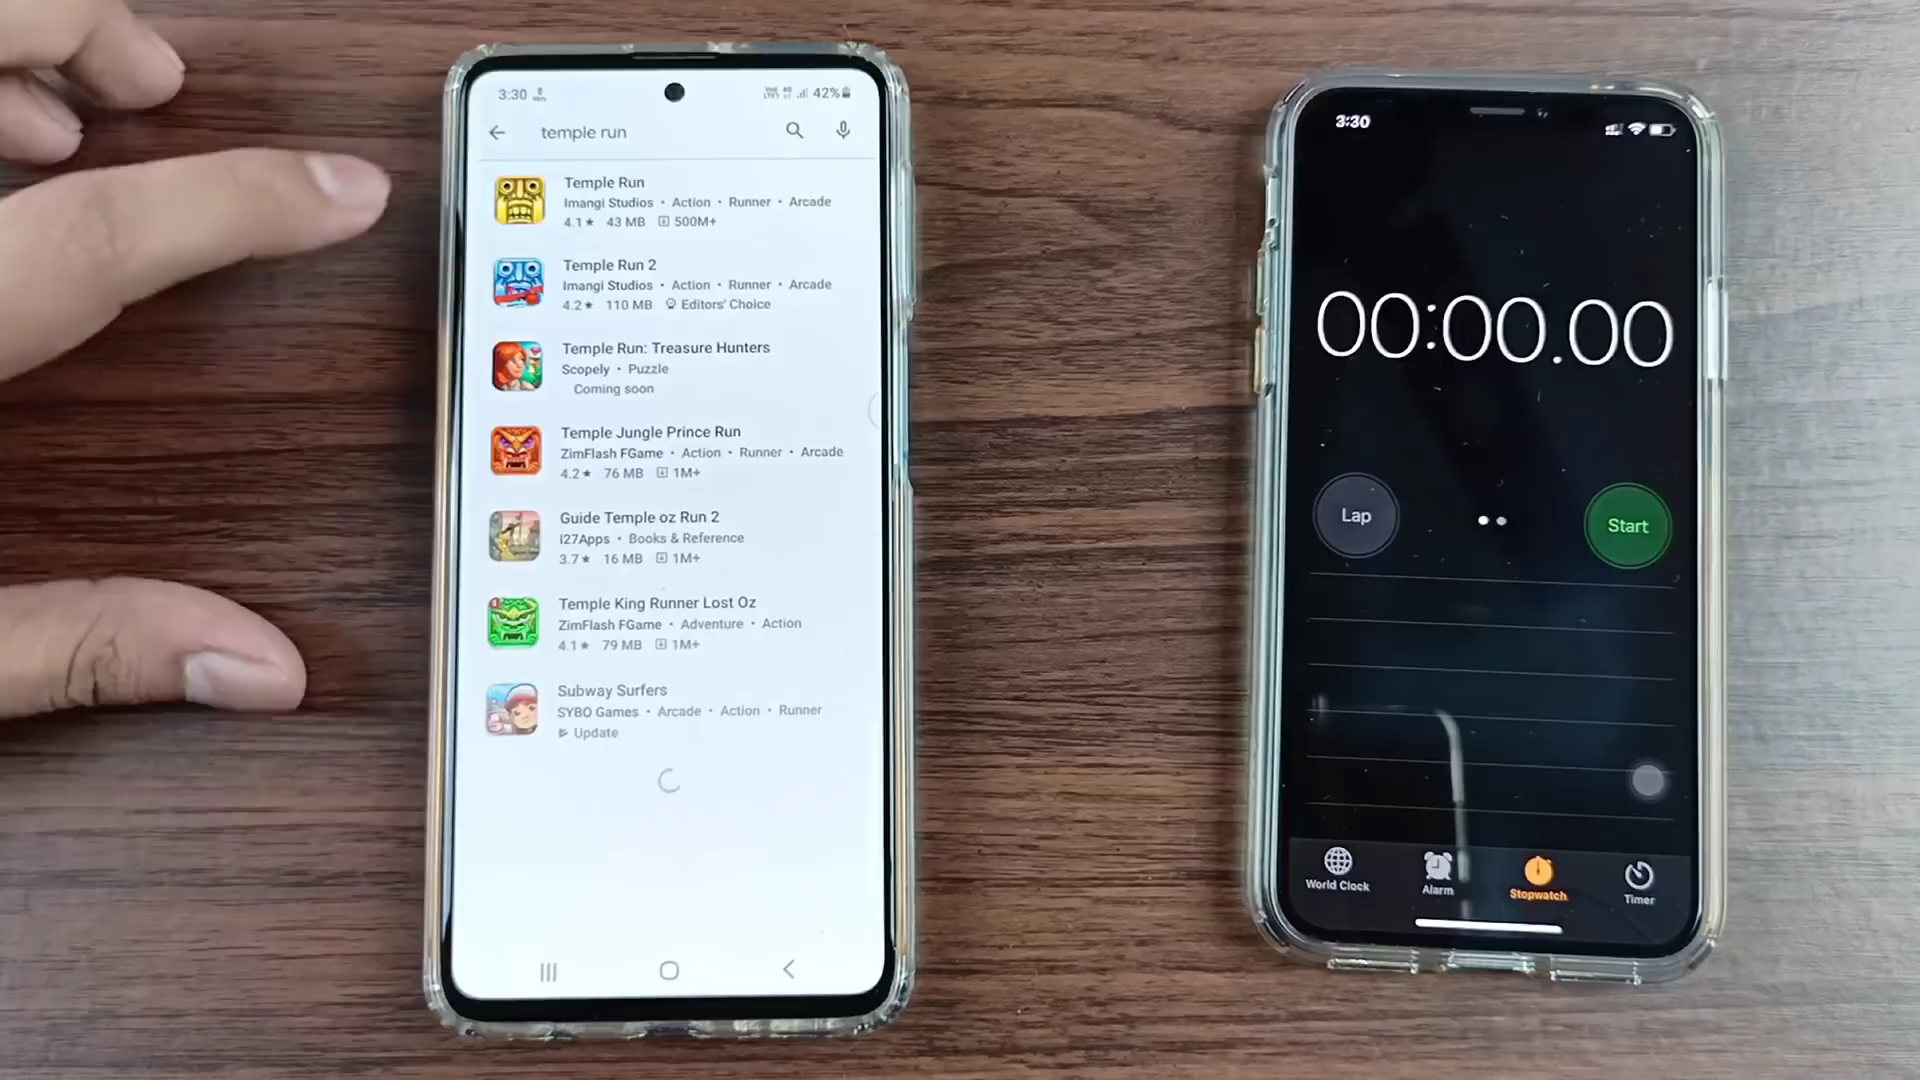 3:30
42%
temple run
Temple Run
Imangi Studios • Action • Runner • Arcade
4.1★ 43 MB 500M+
Temple Run 2
Imangi Studios • Action • Runner • Arcade
4.2★ 110 MB Editors' Choice
Temple Run: Treasure Hunters
Scopely • Puzzle
Coming soon
Temple Jungle Prince Run
ZimFlash FGame • Action • Runner • Arcade
4.2★ 76 MB 1M+
Guide Temple oz Run 2
i27Apps • Books & Reference
3.7★ 16 MB 1M+
Temple King Runner Lost Oz
ZimFlash FGame • Adventure • Action
4.1★ 79 MB 1M+
Subway Surfers
SYBO Games • Arcade • Action • Runner
Update
3:30
00:00.00
Lap
Start
World Clock
Alarm
Stopwatch
Timer